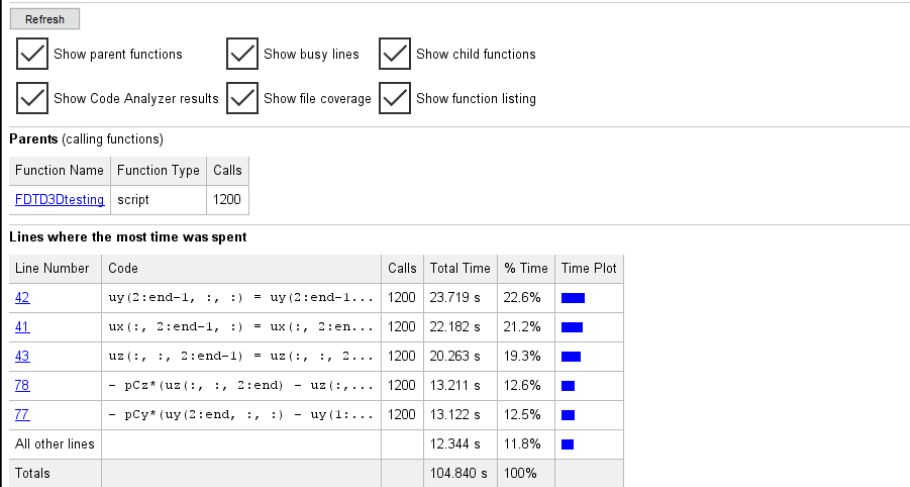 Refresh
Show parent functions Show busy lines Show child functions
Show Code Analyzer results Show file coverage Show function listing
Parents (calling functions)
Function Name Function Type Calls
FDTD3Dtesting script 1200
Lines where the most time was spent
Line Number Code Calls Total Time % Time Time Plot
42 uy(2:end-1, :, :) = uy(2:end-1... 1200 23.719 s 22.6%
41 ux(:, 2:end-1, :) = ux(:, 2:en... 1200 22.182 s 21.2%
43 uz(:, :, 2:end-1) = uz(:, :, 2... 1200 20.263 s 19.3%
78 - pCz*(uz(:, :, 2:end) - uz(:,... 1200 13.211 s 12.6%
77 - pCy*(uy(2:end, :, :) - uy(1:... 1200 13.122 s 12.5%
All other lines 12.344 s 11.8%
Totals 104.840 s 100%